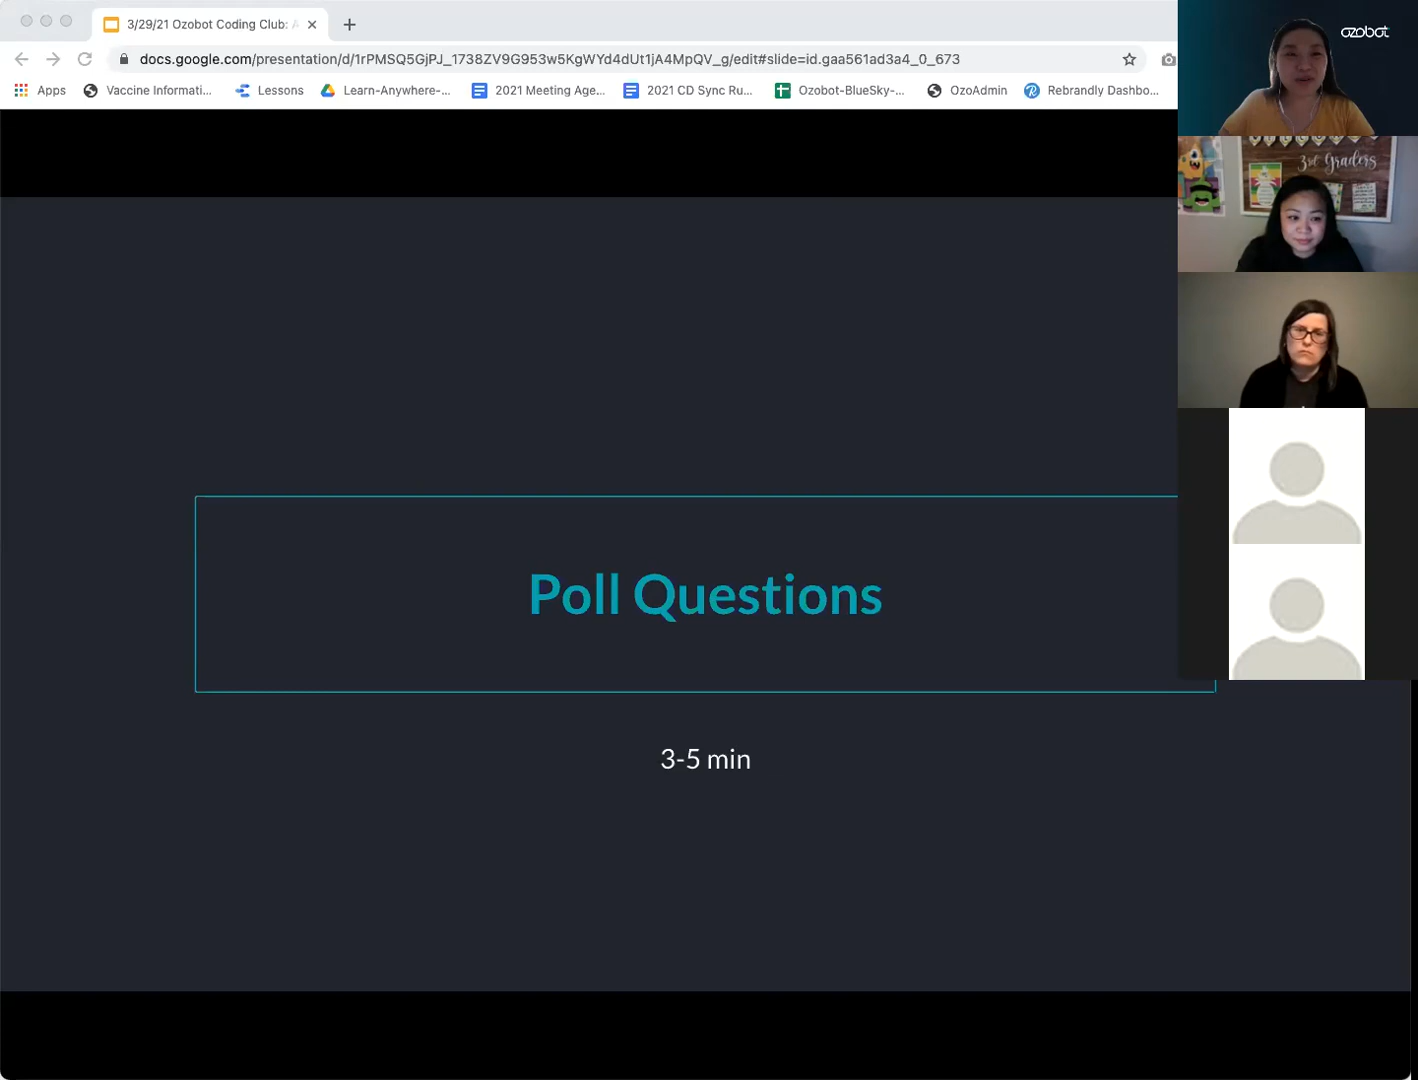 3/29/21 Ozobot Coding Club:
docs.google.com/presentation/d/1rPMSQ5GjPJ_1738ZV9G953w5KgWYd4dUt1jA4MpQV_g/edit#slide=id.gaa561ad3a4_0_673
Apps Vaccine Informati... Lessons Learn-Anywhere-... 2021 Meeting Age... 2021 CD Sync Ru... Ozobot-BlueSky-... OzoAdmin Rebrandly Dashbo...
ozobot
3rd Graders
Poll Questions
3-5 min